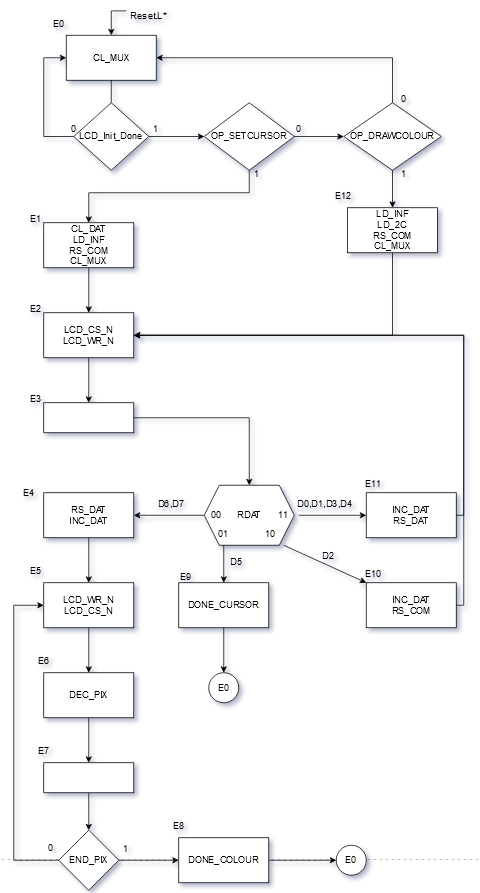 Reset.L*
E0
CL_MUX
0
LCD_Init_Done
1
OP_SETCURSOR
0
OP_DRAWCOLOUR
0
1
1
E1
CL_DAT
LD_INF
RS_COM
CL_MUX
E12
LD_INF
LD_2C
RS_COM
CL_MUX
E2
LCD_CS_N
LCD_WR_N
E3
E4
RS_DAT
INC_DAT
D6,D7
00
RDAT
11
01
10
D0,D1,D3,D4
E11
INC_DAT
RS_DAT
D5
D2
E5
LCD_WR_N
LCD_CS_N
E9
DONE_CURSOR
E10
INC_DAT
RS_COM
E6
DEC_PIX
E0
E7
0
END_PIX
1
E8
DONE_COLOUR
E0